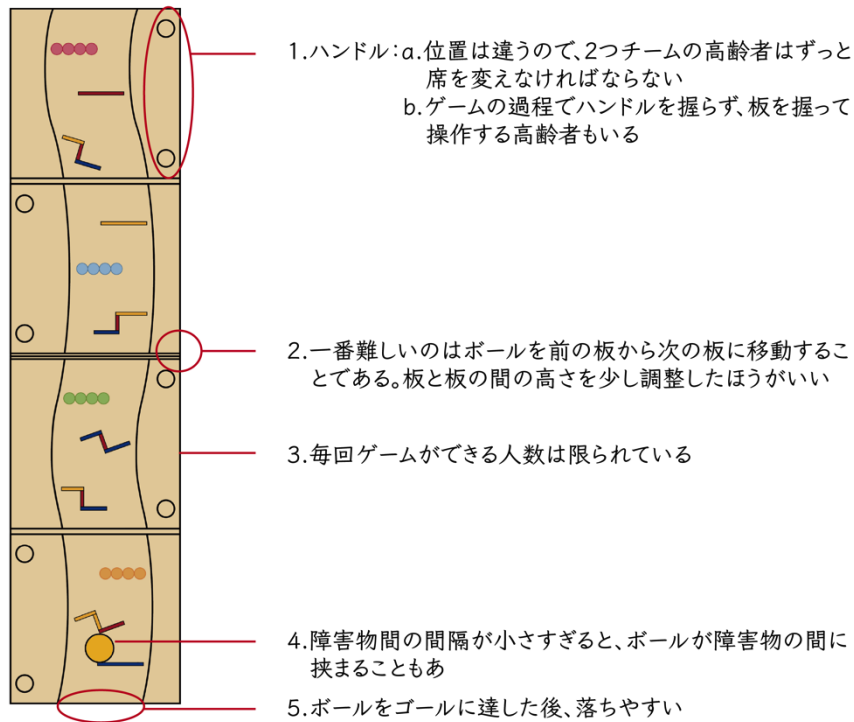 1.ハンドル:a.位置は違うので、2つチームの高齢者はずっと
席を変えなければならない
b.ゲームの過程でハンドルを握らず、板を握って
操作する高齢者もいる
2.一番難しいのはボールを前の板から次の板に移動するこ
とである。板と板の間の高さを少し調整したほうがいい
3.毎回ゲームができる人数は限られている
4.障害物間の間隔が小さすぎると、ボールが障害物の間に
挟まることもあ
5.ボールをゴールに達した後、落ちやすい